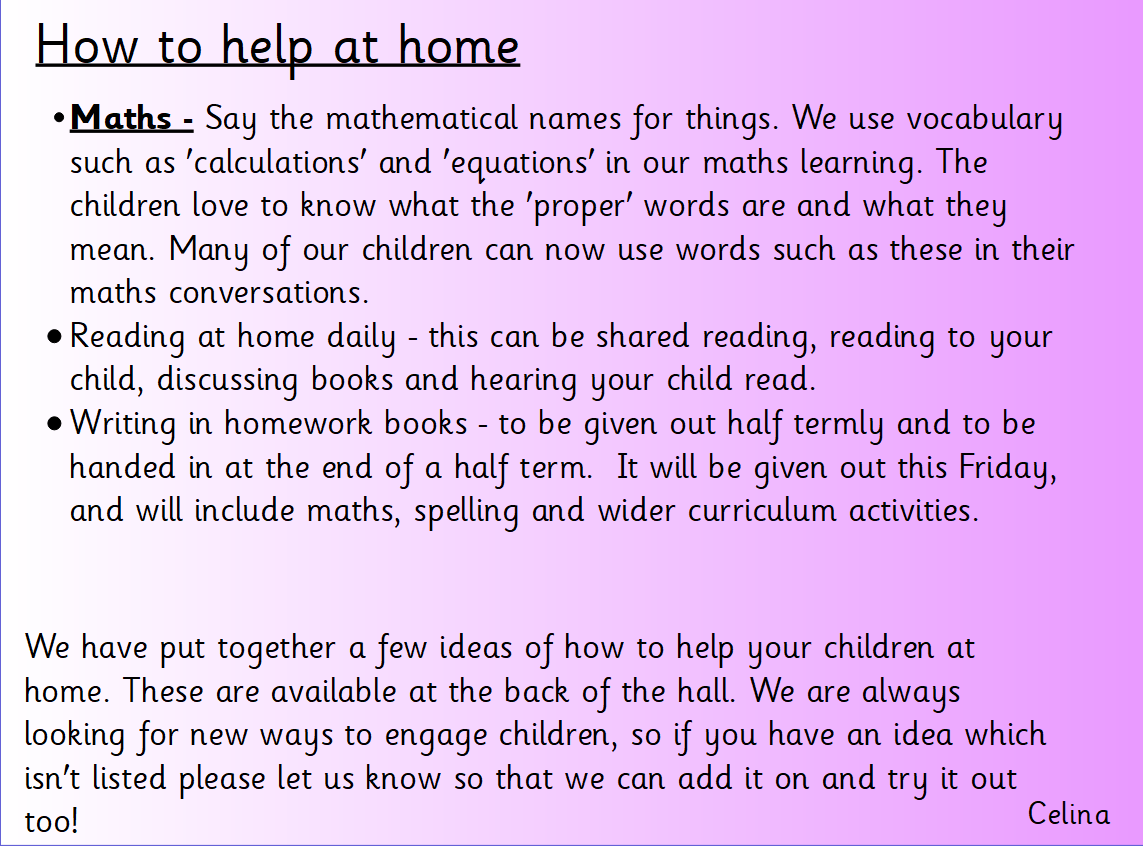 How to help at home
•Maths - Say the mathematical names for things. We use vocabulary
such as 'calculations' and 'equations' in our maths learning. The
children love to know what the 'proper' words are and what they
mean. Many of our children can now use words such as these in their
maths conversations.
•Reading at home daily - this can be shared reading, reading to your
child, discussing books and hearing your child read.
•Writing in homework books - to be given out half termly and to be
handed in at the end of a half term.  It will be given out this Friday,
and will include maths, spelling and wider curriculum activities.
We have put together a few ideas of how to help your children at
home. These are available at the back of the hall. We are always
looking for new ways to engage children, so if you have an idea which
isn't listed please let us know so that we can add it on and try it out
too!
Celina